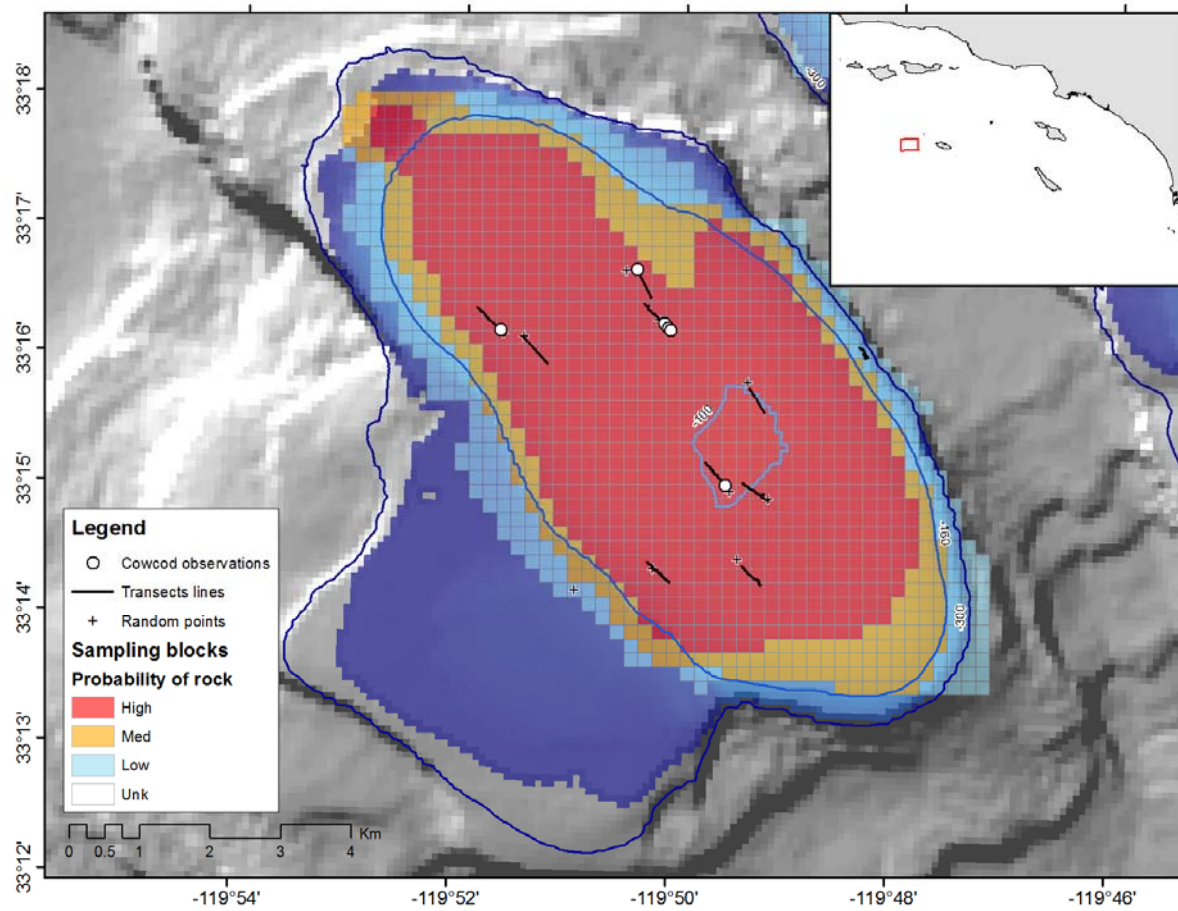 33°18'
33°17'
33°16'
33°15'
33°14'
33°13'
33°12'
-300
-100
-160
-300
-300
Legend
Cowcod observations
Transects lines
Random points
Sampling blocks
Probability of rock
High
Med
Low
Unk
0 0.5 1 2 3 4 Km
-119°54' -119°52' -119°50' -119°48' -119°46'